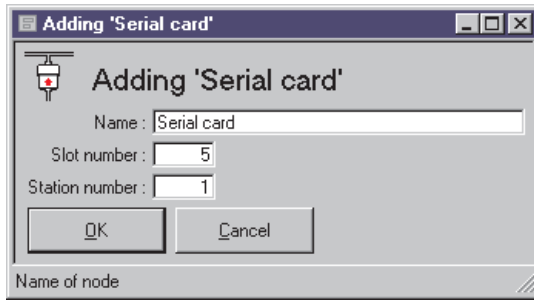 Adding 'Serial card'
Adding 'Serial card'
Name : Serial card
Slot number : 5
Station number : 1
OK Cancel
Name of node